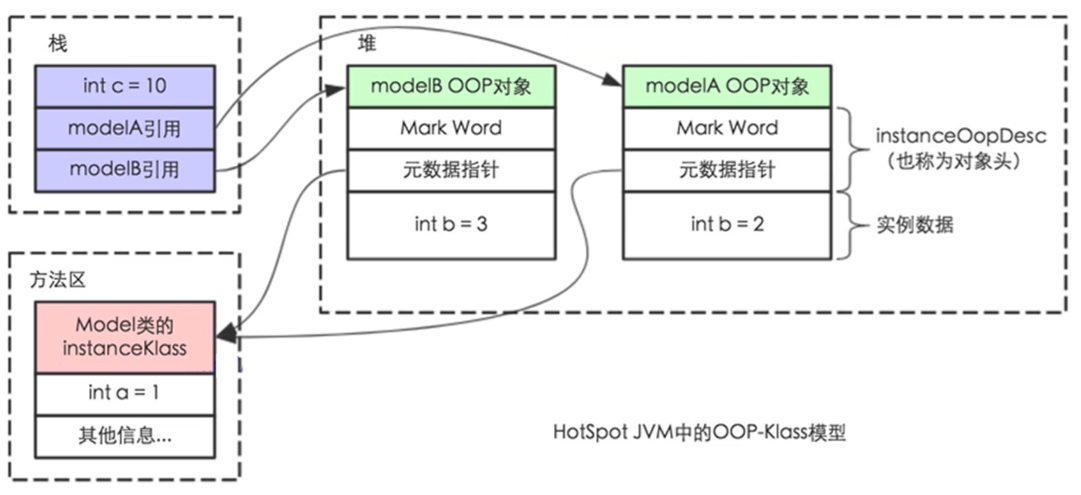 栈
int c = 10
modelA引用
modelB引用
堆
modelB OOP对象
Mark Word
元数据指针
int b = 3
modelA OOP对象
Mark Word
元数据指针
int b = 2
instanceOopDesc
（也称为对象头）
实例数据
方法区
Model类的
instanceKlass
int a = 1
其他信息...
HotSpot JVM中的OOP-Klass模型